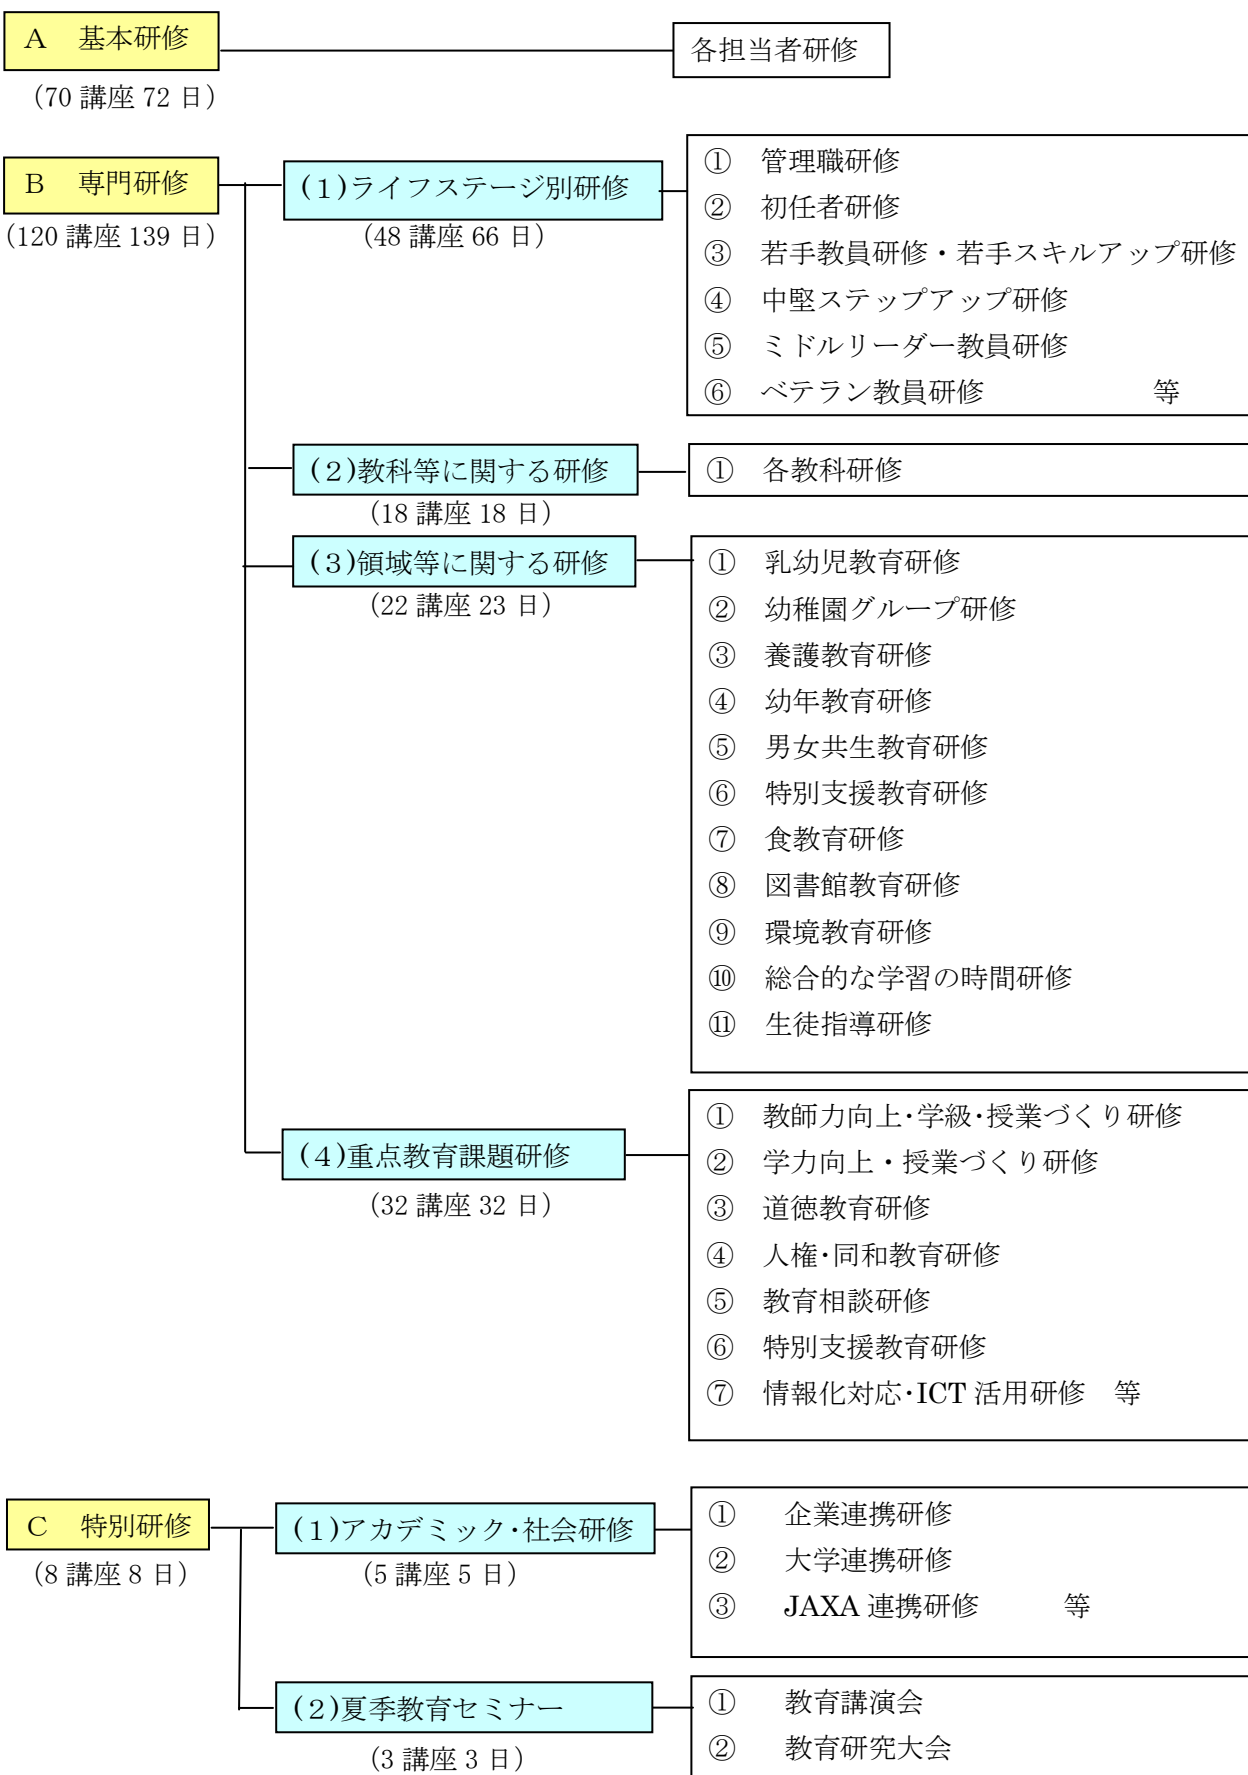 A　基本研修
各担当者研修
（70 講座 72 日）
B　専門研修
（120 講座 139 日）
(１)ライフステージ別研修
（48 講座 66 日）
①　管理職研修
②　初任者研修
③　若手教員研修・若手スキルアップ研修
④　中堅ステップアップ研修
⑤　ミドルリーダー教員研修
⑥　ベテラン教員研修　　　　　　等
(２)教科等に関する研修
（18 講座 18 日）
①　各教科研修
(３)領域等に関する研修
（22 講座 23 日）
①　乳幼児教育研修
②　幼稚園グループ研修
③　養護教育研修
④　幼年教育研修
⑤　男女共生教育研修
⑥　特別支援教育研修
⑦　食教育研修
⑧　図書館教育研修
⑨　環境教育研修
⑩　総合的な学習の時間研修
⑪　生徒指導研修
(４)重点教育課題研修
（32 講座 32 日）
①　教師力向上･学級･授業づくり研修
②　学力向上・授業づくり研修
③　道徳教育研修
④　人権･同和教育研修
⑤　教育相談研修
⑥　特別支援教育研修
⑦　情報化対応･ICT 活用研修　等
C　特別研修
（8 講座 8 日）
(１)アカデミック･社会研修
（5 講座 5 日）
①　企業連携研修
②　大学連携研修
③　JAXA 連携研修　　　等
(２)夏季教育セミナー
（3 講座 3 日）
①　教育講演会
②　教育研究大会